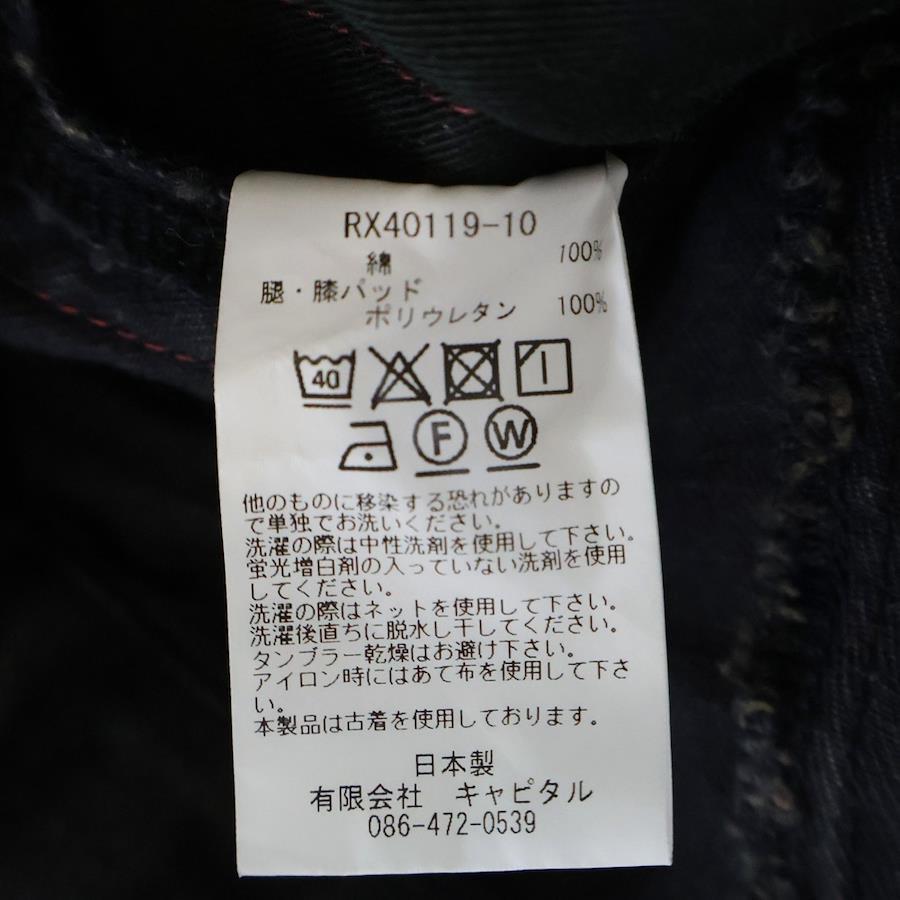 RX40119-10
綿 100%
腿・膝パッド
ポリウレタン 100%
40
F W
他のものに移染する恐れがありますの
で単独でお洗いください。
洗濯の際は中性洗剤を使用して下さい。
蛍光増白剤の入っていない洗剤を使用
してください。
洗濯の際はネットを使用して下さい。
洗濯後直ちに脱水し干してください。
タンブラー乾燥はお避け下さい。
アイロン時にはあて布を使用して下さ
い。
本製品は古着を使用しております。
日本製
有限会社 キャピタル
086-472-0539